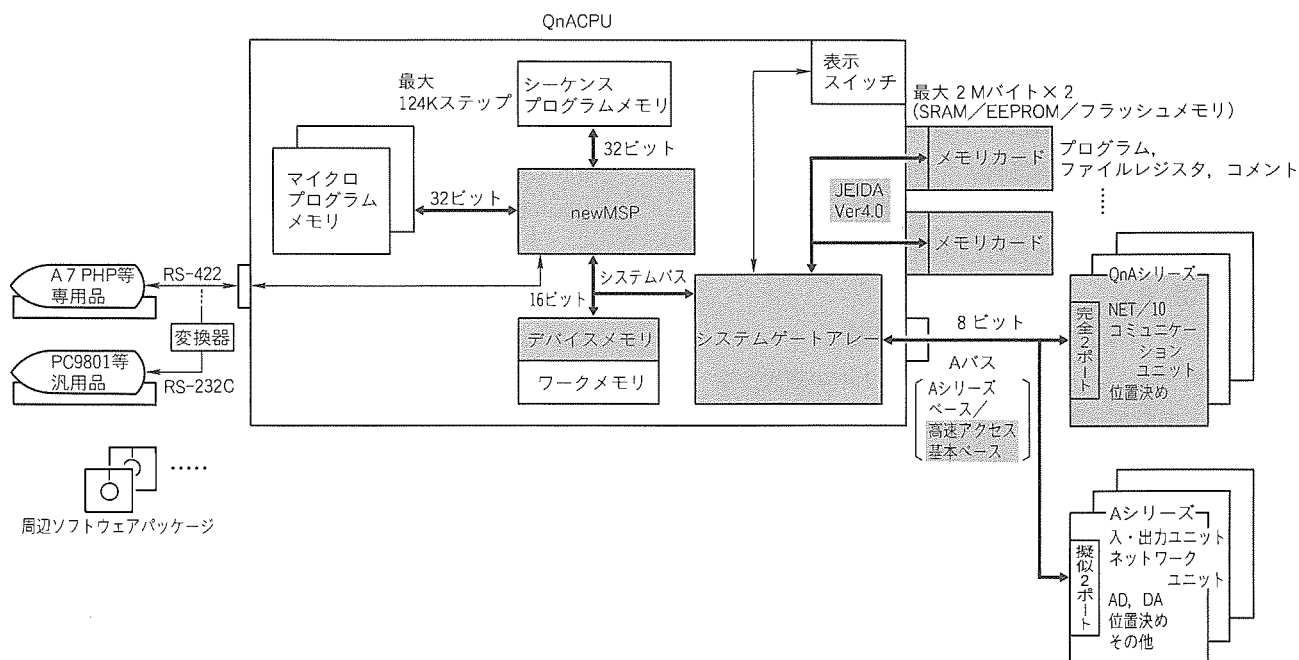 QnACPU
表示
スイッチ
最大
124Kステップ
シーケンス
プログラムメモリ
32ビット
マイクロ
プログラム
メモリ
32ビット
newMSP
最大 2 Mバイト×2
(SRAM/EEPROM/フラッシュメモリ)
メモリカード
プログラム,
ファイルレジスタ, コメント
……
JEIDA
Ver4.0
メモリカード
A7PHP等
専用品
RS-422
変換器
PC9801等
汎用品
RS-232C
システムバス
16ビット
デバイスメモリ
ワークメモリ
システムゲートアレー
8ビット
Aバス
Aシリーズ
ベース/
高速アクセス
基本ベース
QnAシリーズ
完全2ポート
NET/10
コミュニケー
ション
ユニット
位置決め
Aシリーズ
擬似2ポート
入・出力ユニット
ネットワーク
ユニット
AD, DA
位置決め
その他
……
周辺ソフトウェアパッケージ